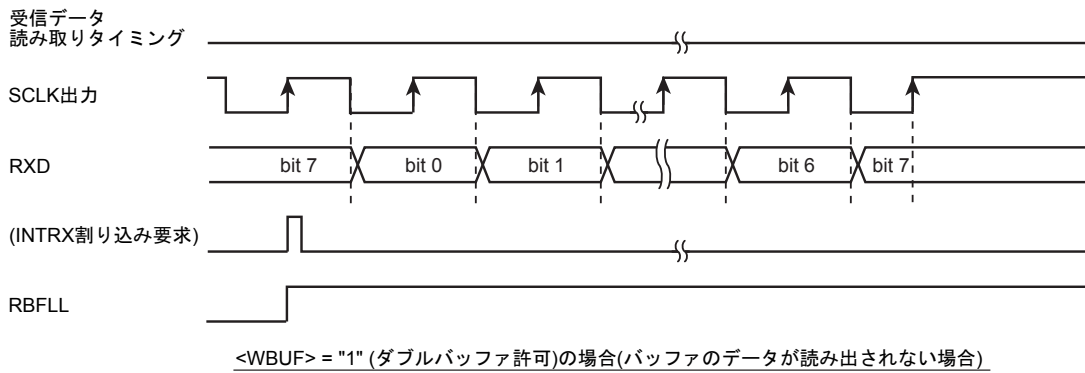 受信データ
読み取りタイミング
SCLK出力
RXD
bit 7
bit 0
bit 1
bit 6
bit 7
(INTRX割り込み要求)
RBFLL
<WBUF> = "1" (ダブルバッファ許可)の場合(バッファのデータが読み出されない場合)